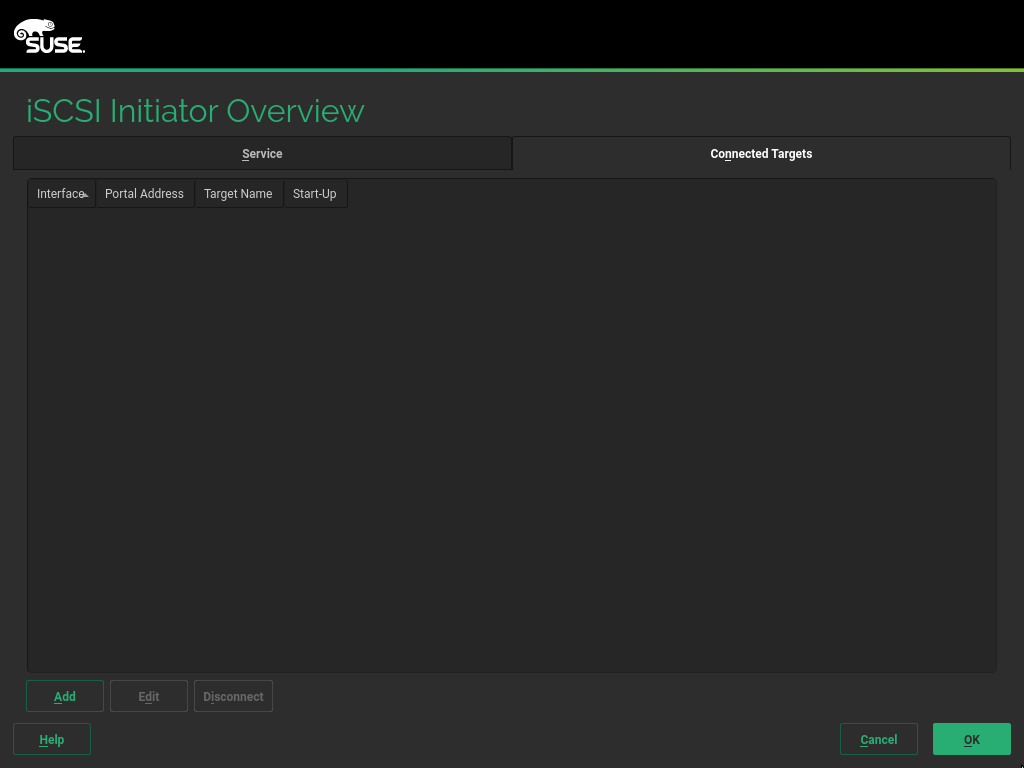 SUSE.
iSCSI Initiator Overview
Service Connected Targets
Interface Portal Address Target Name Start-Up
Add Edit Disconnect
Help Cancel OK